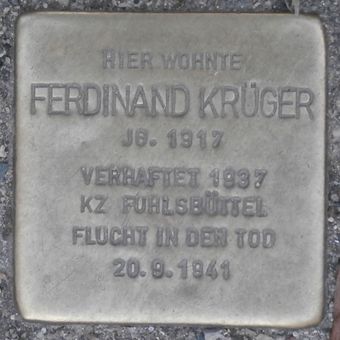 HIER WOHNTE
FERDINAND KRÜGER
JG. 1917
VERHAFTET 1937
KZ FUHLSBÜTTEL
FLUCHT IN DEN TOD
20.9.1941